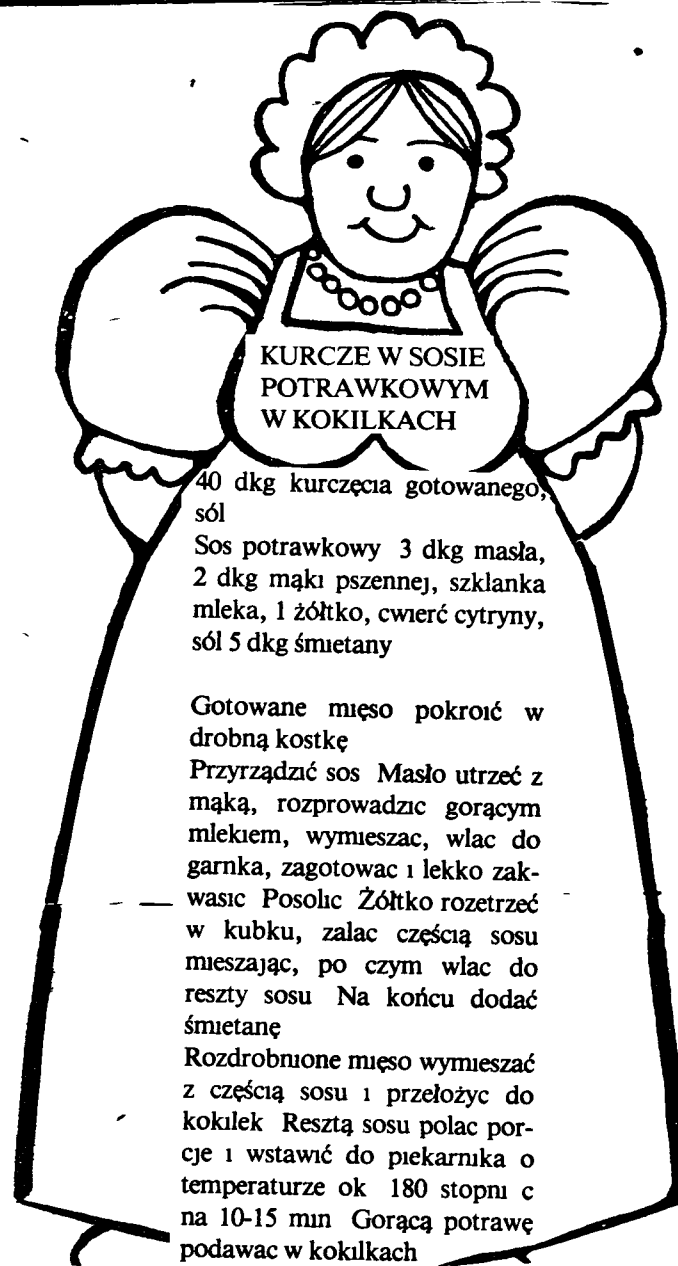 KURCZE W SOSIE
POTRAWKOWYM
W KOKILKACH
40 dkg kurczęcia gotowanego,
sól
Sos potrawkowy 3 dkg masła,
2 dkg mąki pszennej, szklanka
mleka, 1 żółtko, cwierć cytryny,
sól 5 dkg śmietany
Gotowane mięso pokroić w
drobną kostkę
Przyrządzić sos Masło utrzeć z
mąką, rozprowadzic gorącym
mlekiem, wymieszac, wlac do
garnka, zagotowac i lekko zak-
wasic Posolic Żółtko rozetrzeć
w kubku, zalac częścią sosu
mieszając, po czym wlac do
reszty sosu Na końcu dodać
śmietanę
Rozdrobnione mięso wymieszać
z częścią sosu i przełożyc do
kokilek Resztą sosu polac por-
cje i wstawić do piekarnika o
temperaturze ok 180 stopni c
na 10-15 min Gorącą potrawę
podawac w kokilkach